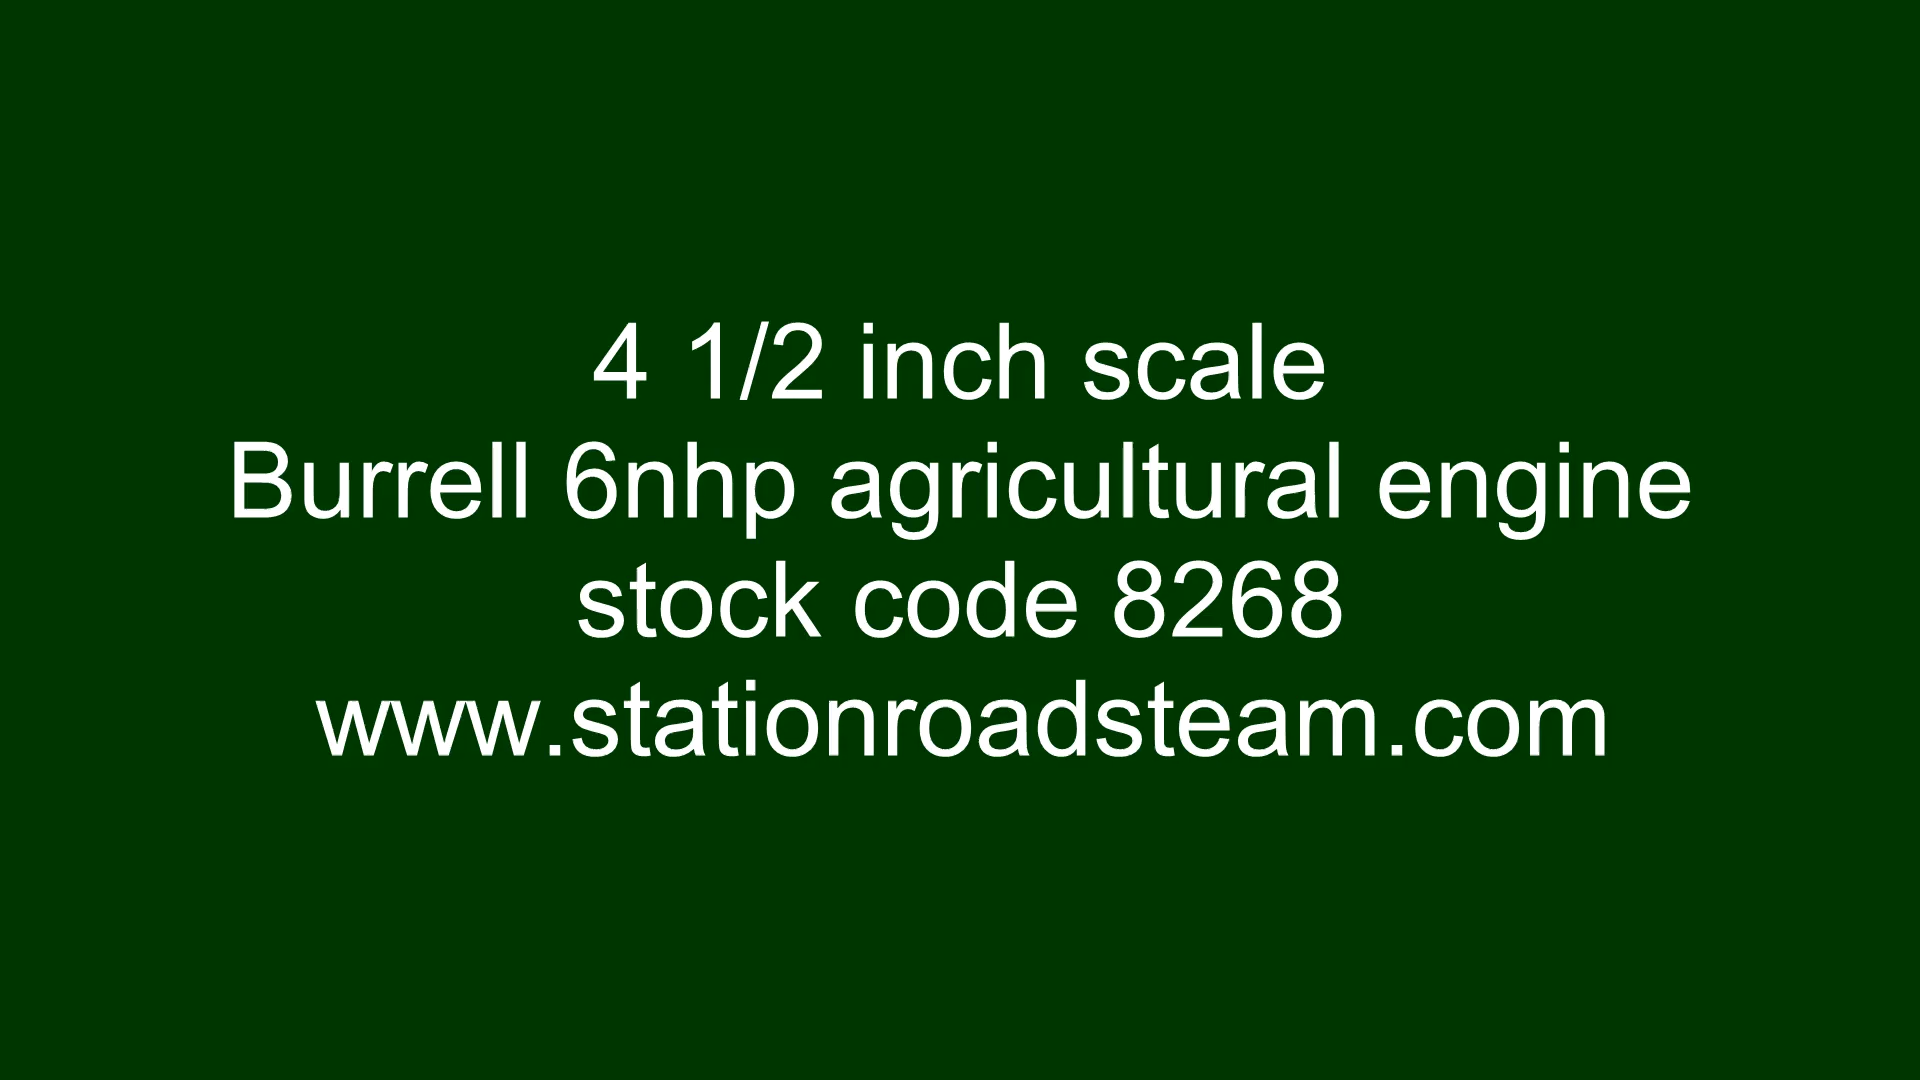 4 1/2 inch scale
Burrell 6nhp agricultural engine
stock code 8268
www.stationroadsteam.com